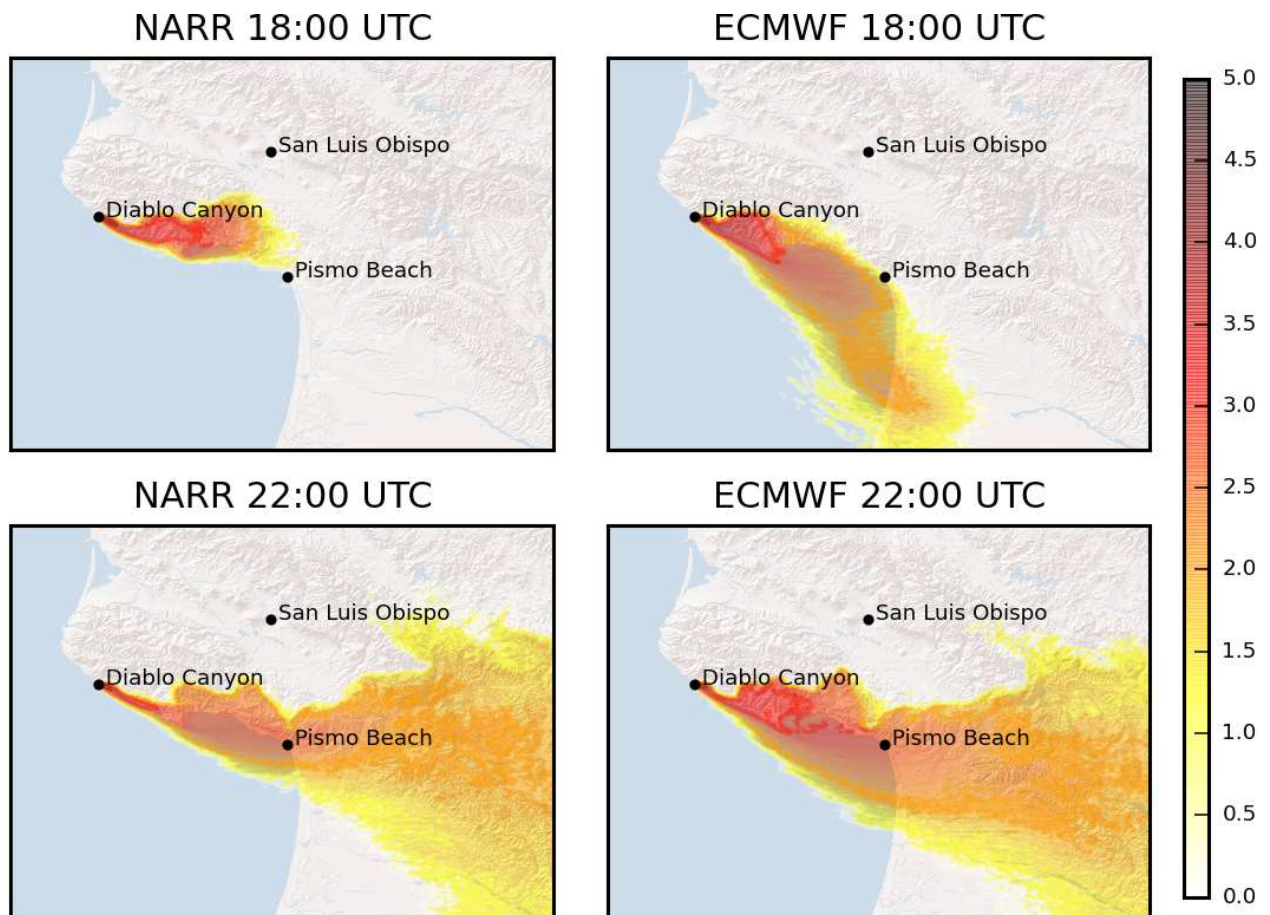 NARR 18:00 UTC
ECMWF 18:00 UTC
San Luis Obispo
Diablo Canyon
Pismo Beach
San Luis Obispo
Diablo Canyon
Pismo Beach
NARR 22:00 UTC
ECMWF 22:00 UTC
San Luis Obispo
Diablo Canyon
Pismo Beach
San Luis Obispo
Diablo Canyon
Pismo Beach
5.0
4.5
4.0
3.5
3.0
2.5
2.0
1.5
1.0
0.5
0.0